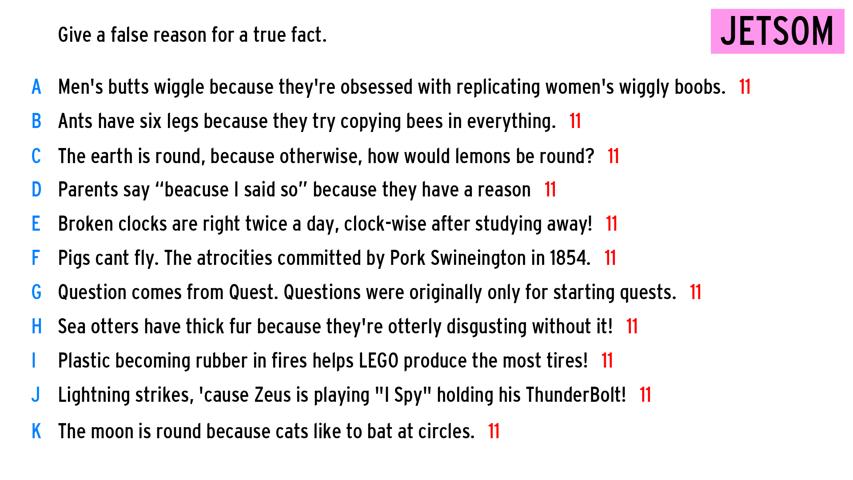 Give a false reason for a true fact.
JETSOM
A Men's butts wiggle because they're obsessed with replicating women's wiggly boobs. 11
B Ants have six legs because they try copying bees in everything. 11
C The earth is round, because otherwise, how would lemons be round? 11
D Parents say “beacuse I said so” because they have a reason 11
E Broken clocks are right twice a day, clock-wise after studying away! 11
F Pigs cant fly. The atrocities committed by Pork Swineington in 1854. 11
G Question comes from Quest. Questions were originally only for starting quests. 11
H Sea otters have thick fur because they're otterly disgusting without it! 11
I Plastic becoming rubber in fires helps LEGO produce the most tires! 11
J Lightning strikes, 'cause Zeus is playing "I Spy" holding his ThunderBolt! 11
K The moon is round because cats like to bat at circles. 11